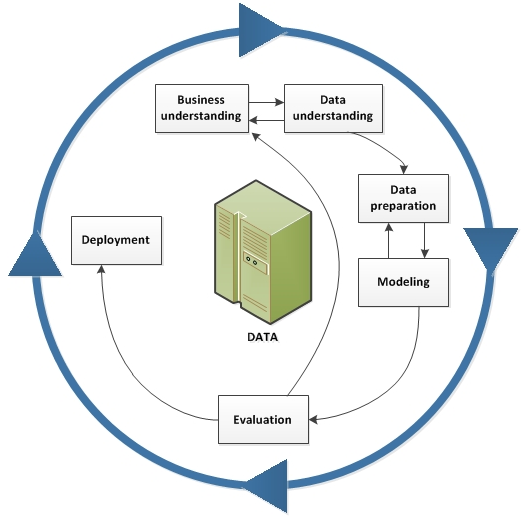 Business
understanding
Data
understanding
Data
preparation
Deployment
Modeling
DATA
Evaluation